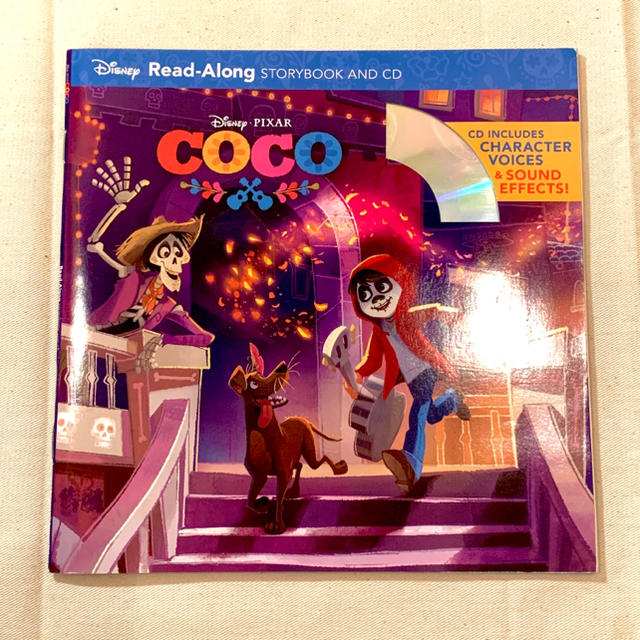 Disney Read-Along STORYBOOK AND CD
Disney · PIXAR
COCO
CD INCLUDES
CHARACTER
VOICES
& SOUND
EFFECTS!